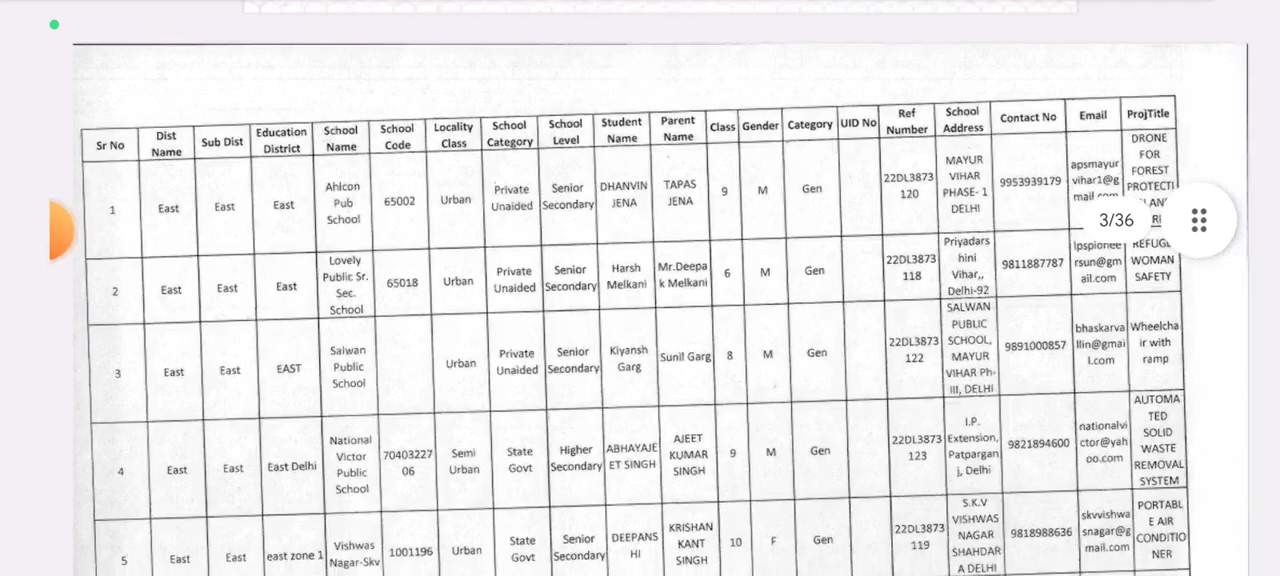 Sr No Dist Name Sub Dist Education District School Name School Code Locality Class School Category School Level Student Name Parent Name Class Gender Category UID No Ref Number School Address Contact No Email ProjTitle
1 East East East Ahlcon Pub School 65002 Urban Private Unaided Senior Secondary DHANVIN JENA TAPAS JENA 9 M Gen 22DL3873 120 MAYUR VIHAR PHASE- 1 DELHI 9953939179 apsmayur vihar1@g mail.com DRONE FOR FOREST PROTECTI
3/36
2 East East East Lovely Public Sr. Sec. School 65018 Urban Private Unaided Senior Secondary Harsh Melkani Mr.Deepa k Melkani 6 M Gen 22DL3873 118 Priyadars hini Vihar,, Delhi-92 9811887787 lpspionee rsun@gm ail.com REFUGE WOMAN SAFETY
3 East East EAST Salwan Public School Urban Private Unaided Senior Secondary Kiyansh Garg Sunil Garg 8 M Gen 22DL3873 122 SALWAN PUBLIC SCHOOL, MAYUR VIHAR Ph- III, DELHI 9891000857 bhaskarva llin@gmai l.com Wheelcha ir with ramp
4 East East East Delhi National Victor Public School 70403227 06 Semi Urban State Govt Higher Secondary ABHAYAJE ET SINGH AJEET KUMAR SINGH 9 M Gen 22DL3873 123 I.P. Extension, Patpargan j, Delhi 9821894600 nationalvi ctor@yah oo.com AUTOMA TED SOLID WASTE REMOVAL SYSTEM
5 East East east zone 1 Vishwas Nagar-Skv 1001196 Urban State Govt Senior Secondary DEEPANS HI KRISHAN KANT SINGH 10 F Gen 22DL3873 119 S.K.V VISHWAS NAGAR SHAHDAR A DELHI 9818988636 skvvishwa snagar@g mail.com PORTABL E AIR CONDITIO NER